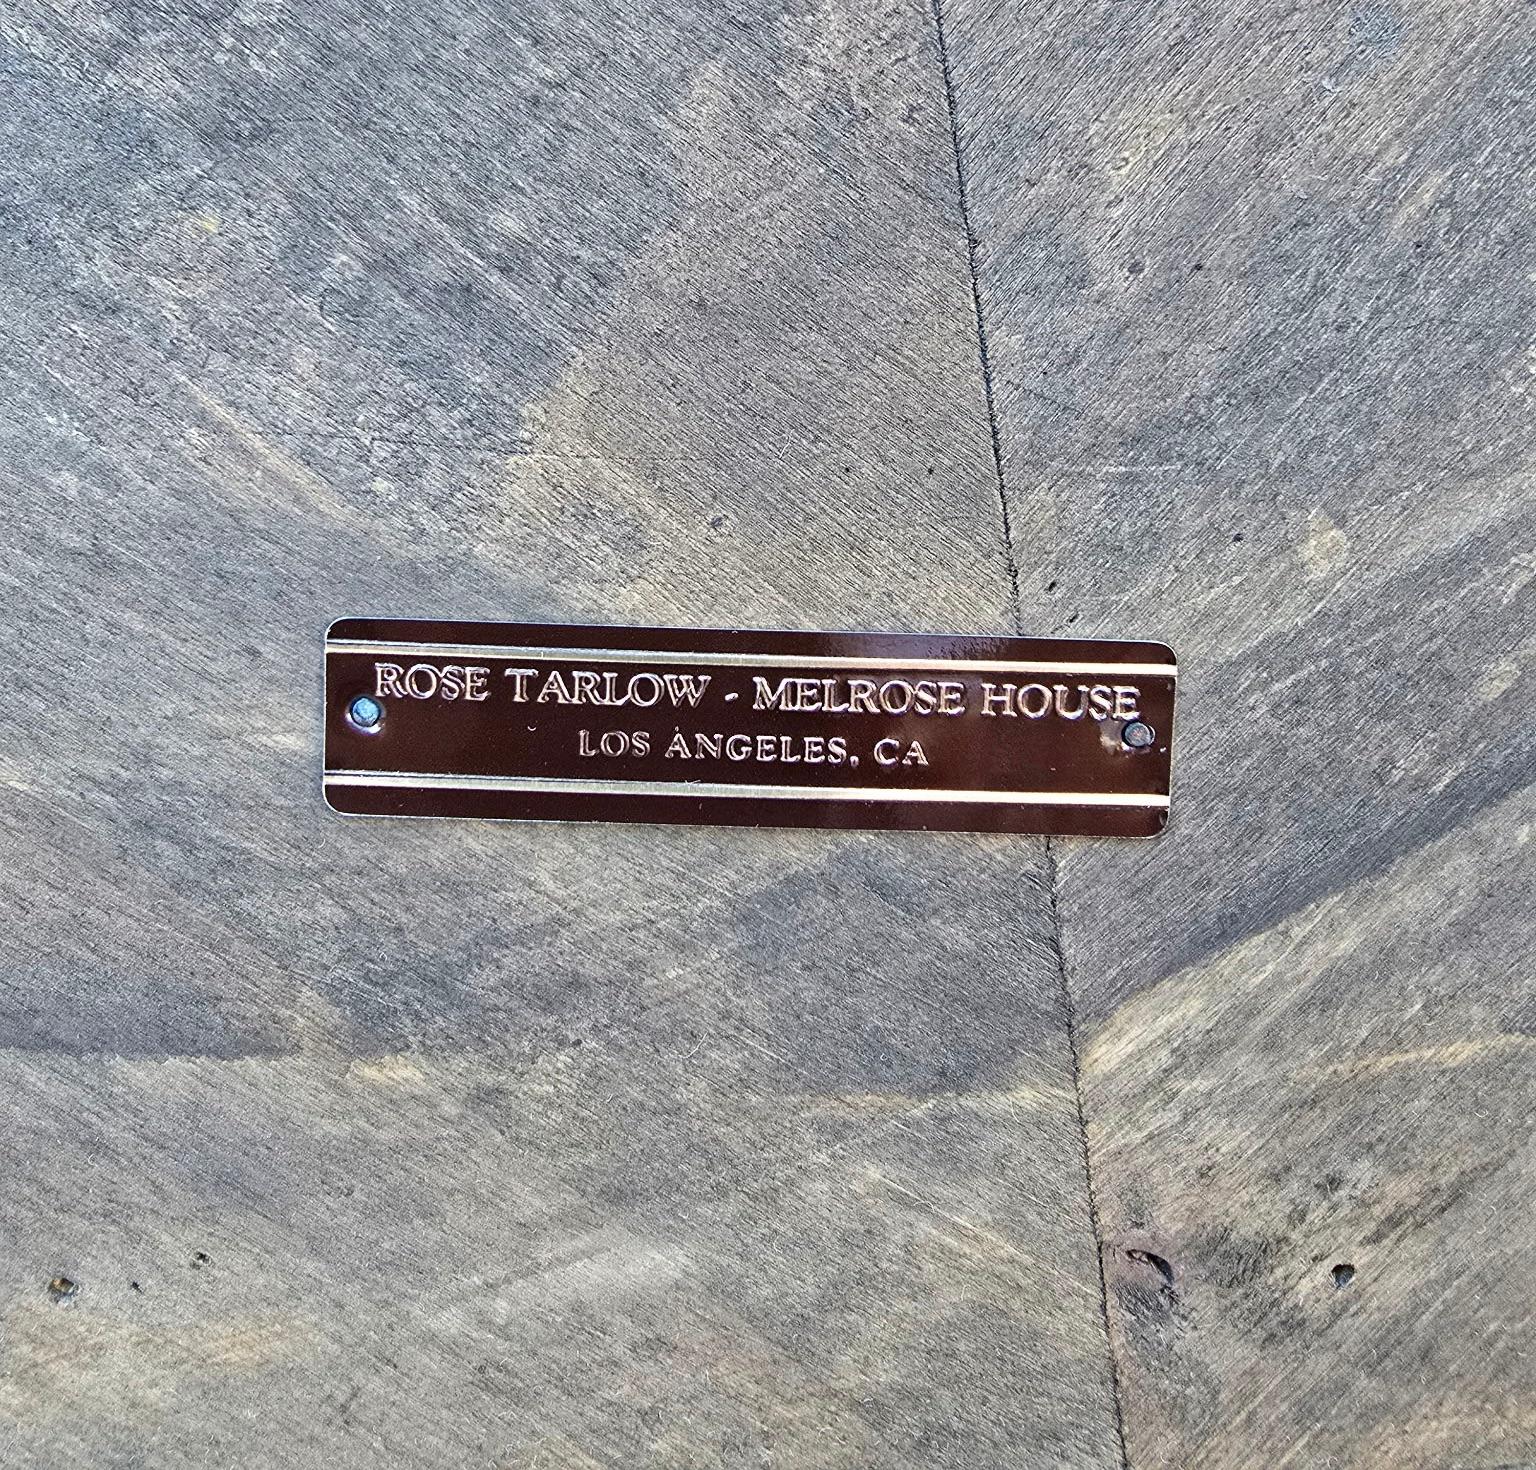 ROSE TARLOW - MELROSE HOUSE
LOS ANGELES, CA